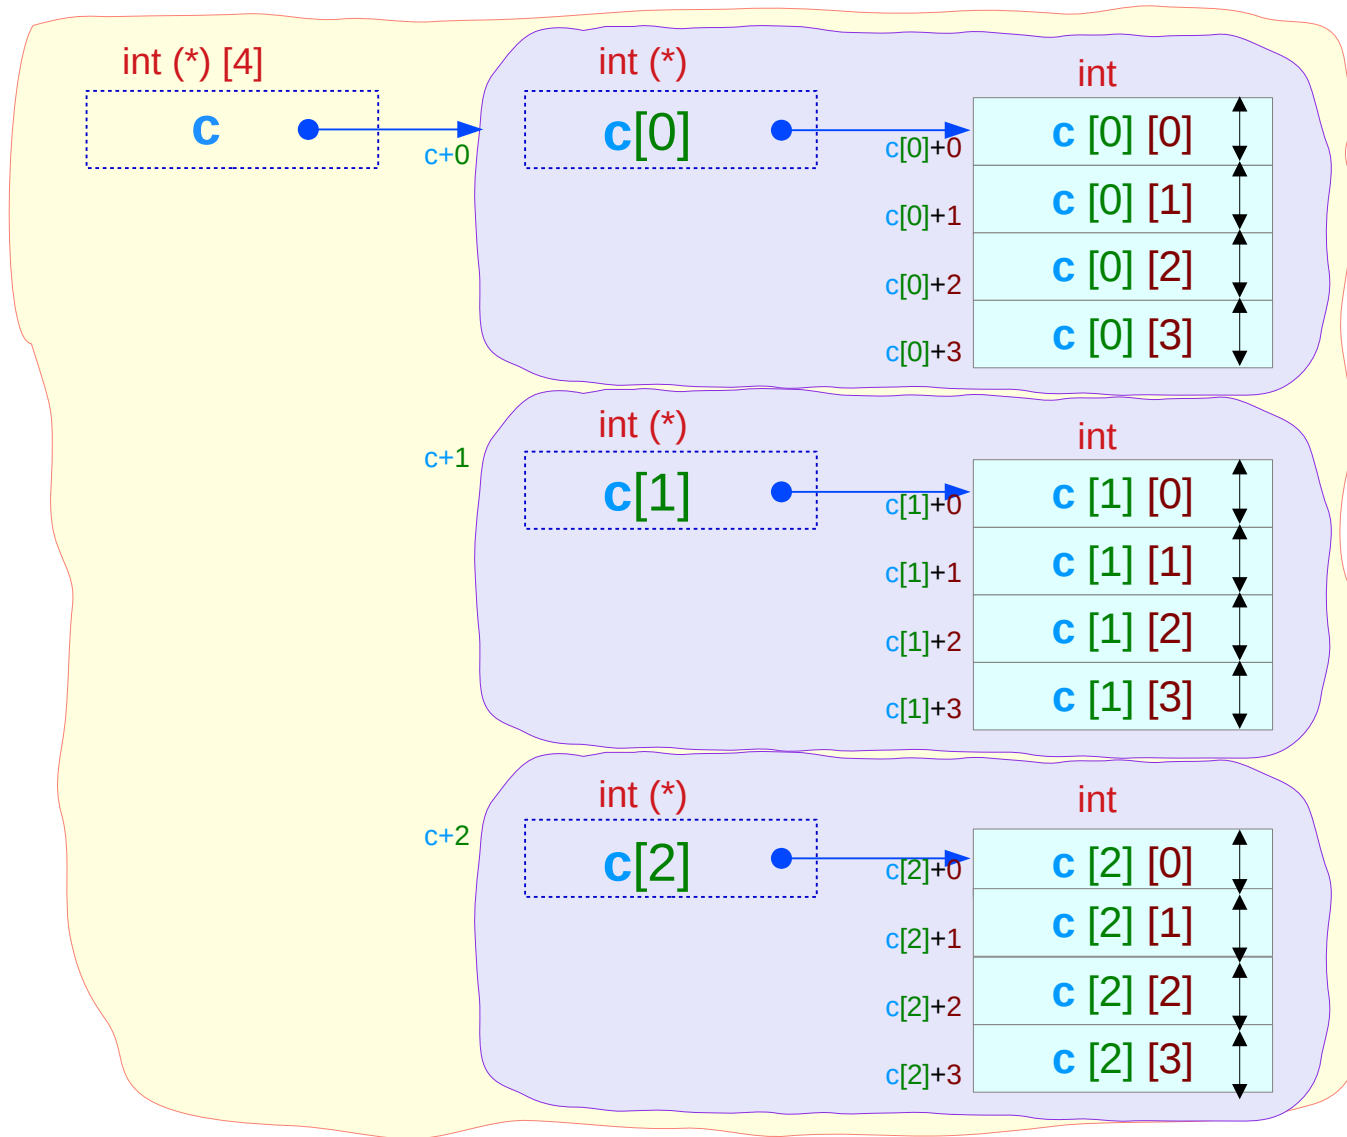 int (*) [4] int (*) int
c c[0] c [0] [0]
c+0 c[0]+0
c[0]+1 c [0] [1]
c[0]+2 c [0] [2]
c[0]+3 c [0] [3]
int (*) int
c+1 c[1] c [1] [0]
c[1]+0
c[1]+1 c [1] [1]
c[1]+2 c [1] [2]
c[1]+3 c [1] [3]
int (*) int
c+2 c[2] c [2] [0]
c[2]+0
c[2]+1 c [2] [1]
c[2]+2 c [2] [2]
c[2]+3 c [2] [3]